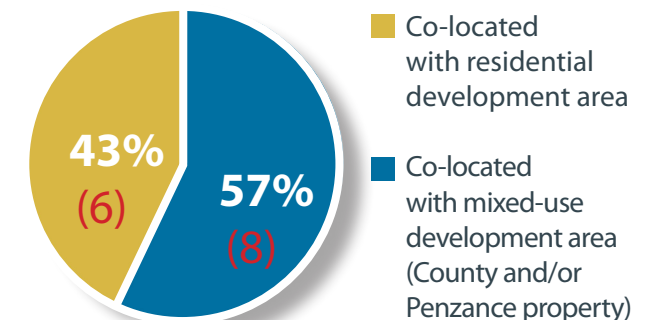 43%
(6)
57%
(8)
Co-located
with residential
development area
Co-located
with mixed-use
development area
(County and/or
Penzance property)